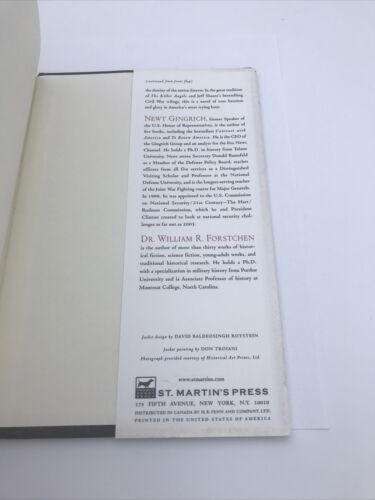 (continued from front flap)
the destiny of the nation forever. In the great tradition
of The Killer Angels and Jeff Shaara's bestselling
Civil War trilogy, this is a novel of true heroism
and glory in America's most trying hour.
NEWT GINGRICH, former Speaker of
the U.S. House of Representatives, is the author of
five books, including the bestsellers Contract with
America and To Renew America. He is the CEO of
the Gingrich Group and an analyst for the Fox News
Channel. He holds a Ph.D. in history from Tulane
University. Newt serves Secretary Donald Rumsfeld
as a Member of the Defense Policy Board, teaches
officers from all five services as a Distinguished
Visiting Scholar and Professor at the National
Defense University, and is the longest-serving teacher
of the Joint War Fighting course for Major Generals.
In 1999, he was appointed to the U.S. Commission
on National Security/21st Century—The Hart/
Rudman Commission, which he and President
Clinton created to look at national security chal-
lenges as far out as 2025.
DR. WILLIAM R. FORSTCHEN
is the author of more than thirty works of histor-
ical fiction, science fiction, young-adult works, and
traditional historical research. He holds a Ph.D.
with a specialization in military history from Purdue
University and is Associate Professor of history at
Montreat College, North Carolina.
Jacket design by DAVID BALDEOSINGH ROTSTEIN
Jacket painting by DON TROIANI
Photograph provided courtesy of Historical Art Prints, Ltd.
www.stmartins.com
ST. MARTIN'S PRESS
175 FIFTH AVENUE, NEW YORK, N.Y. 10010
DISTRIBUTED IN CANADA BY H.B. FENN AND COMPANY, LTD.
PRINTED IN THE UNITED STATES OF AMERICA